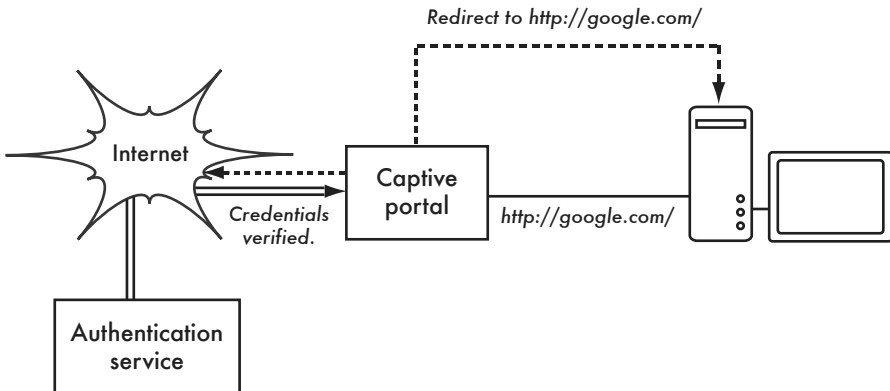 Redirect to http://google.com/
Internet
Captive
portal
Credentials
verified.
http://google.com/
Authentication
service